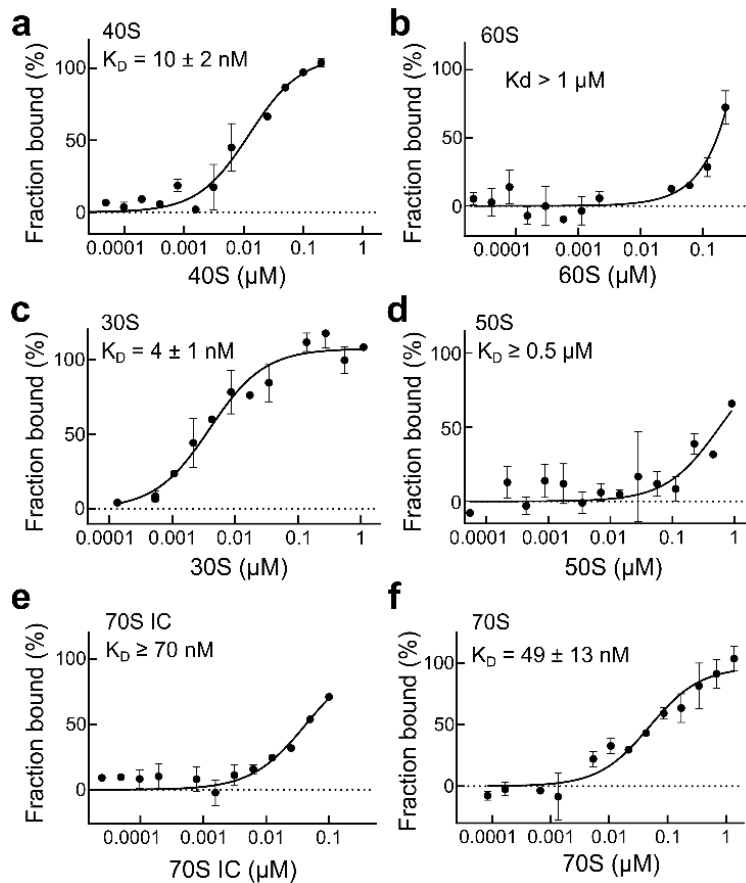 a
40S
K_D = 10 ± 2 nM
Fraction bound (%)
100
50
0
0.0001
0.001
0.01
0.1
1
40S (µM)
b
60S
Kd > 1 µM
Fraction bound (%)
100
50
0
0.0001
0.001
0.01
0.1
1
60S (µM)
c
30S
K_D = 4 ± 1 nM
Fraction bound (%)
100
50
0
0.0001
0.001
0.01
0.1
1
30S (µM)
d
50S
K_D ≥ 0.5 µM
Fraction bound (%)
100
50
0
0.0001
0.001
0.01
0.1
1
50S (µM)
e
70S IC
K_D ≥ 70 nM
Fraction bound (%)
100
50
0
0.0001
0.001
0.01
0.1
70S IC (µM)
f
70S
K_D = 49 ± 13 nM
Fraction bound (%)
100
50
0
0.0001
0.001
0.01
0.1
1
70S (µM)